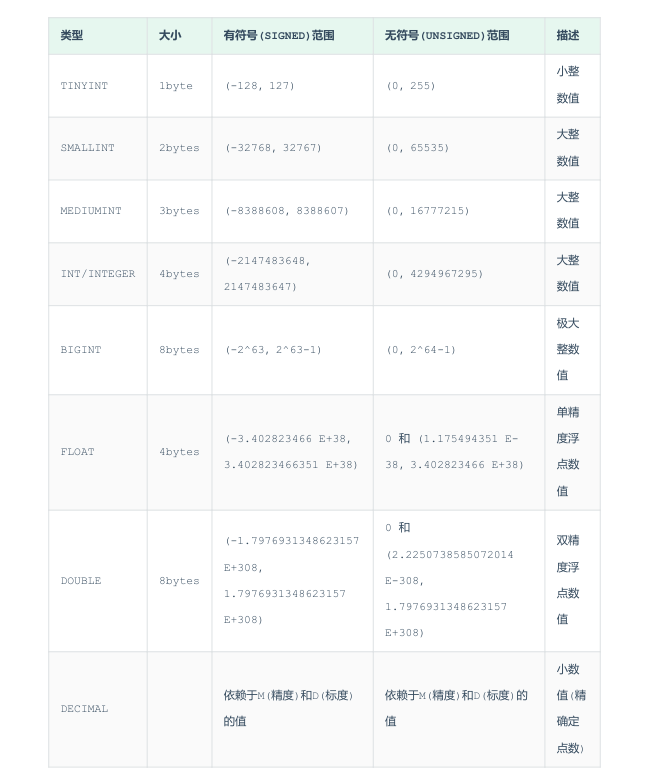 类型 大小 有符号(SIGNED)范围 无符号(UNSIGNED)范围 描述
TINYINT 1byte (-128, 127) (0, 255) 小整
数值
SMALLINT 2bytes (-32768, 32767) (0, 65535) 大整
数值
MEDIUMINT 3bytes (-8388608, 8388607) (0, 16777215) 大整
数值
INT/INTEGER 4bytes (-2147483648,
2147483647) (0, 4294967295) 大整
数值
BIGINT 8bytes (-2^63, 2^63-1) (0, 2^64-1) 极大
整数
值
FLOAT 4bytes (-3.402823466 E+38,
3.402823466351 E+38) 0 和 (1.175494351 E-
38, 3.402823466 E+38) 单精
度浮
点数
值
DOUBLE 8bytes (-1.7976931348623157
E+308,
1.7976931348623157
E+308) 0 和
(2.2250738585072014
E-308,
1.7976931348623157
E+308) 双精
度浮
点数
值
DECIMAL 依赖于M(精度)和D(标度)
的值 依赖于M(精度)和D(标度)的
值 小数
值(精
确定
点数)